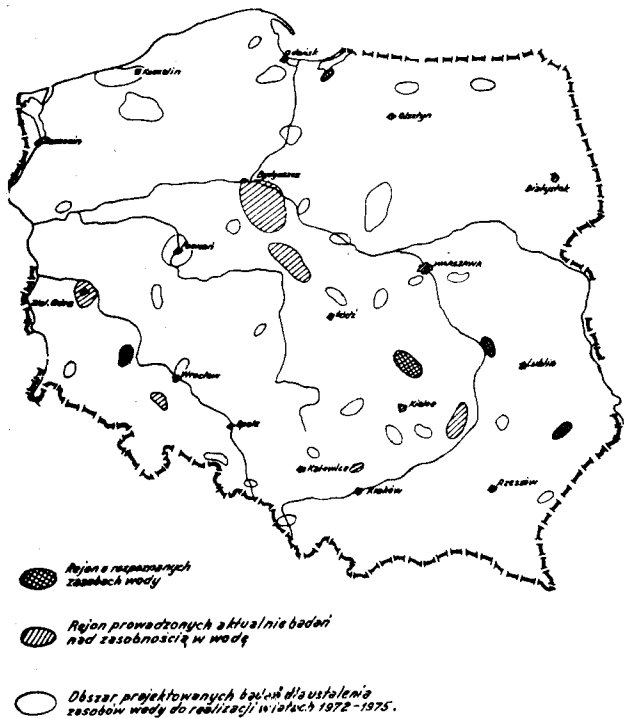 Gdańsk
Koszalin
Olsztyn
Szczecin
Bydgoszcz
Białystok
Poznań
WARSZAWA
Ziel. Góra
Łódź
Lublin
Wrocław
Kielce
Opole
Katowice
Kraków
Rzeszów
Rejon o rozpoznanych
zasobach wody
Rejon prowadzonych aktualnie badań
nad zasobnością w wodę
Obszar projektowanych badań dla ustalenia
zasobów wody do realizacji w latach 1972-1975.